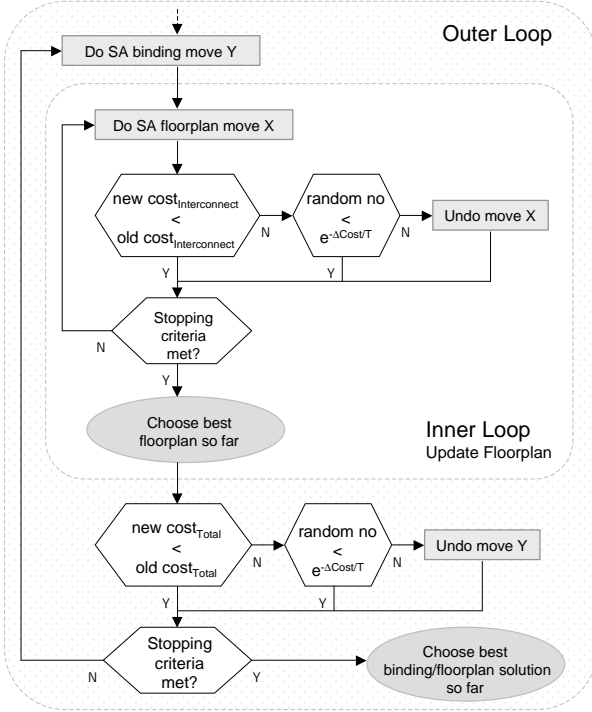 Outer Loop
Do SA binding move Y
Do SA floorplan move X
new cost_Interconnect
<
old cost_Interconnect
N
Y
random no
<
e^-ΔCost/T
N
Y
Undo move X
Stopping
criteria
met?
N
Y
Choose best
floorplan so far
Inner Loop
Update Floorplan
new cost_Total
<
old cost_Total
N
Y
random no
<
e^-ΔCost/T
N
Y
Undo move Y
Stopping
criteria
met?
N
Y
Choose best
binding/floorplan solution
so far